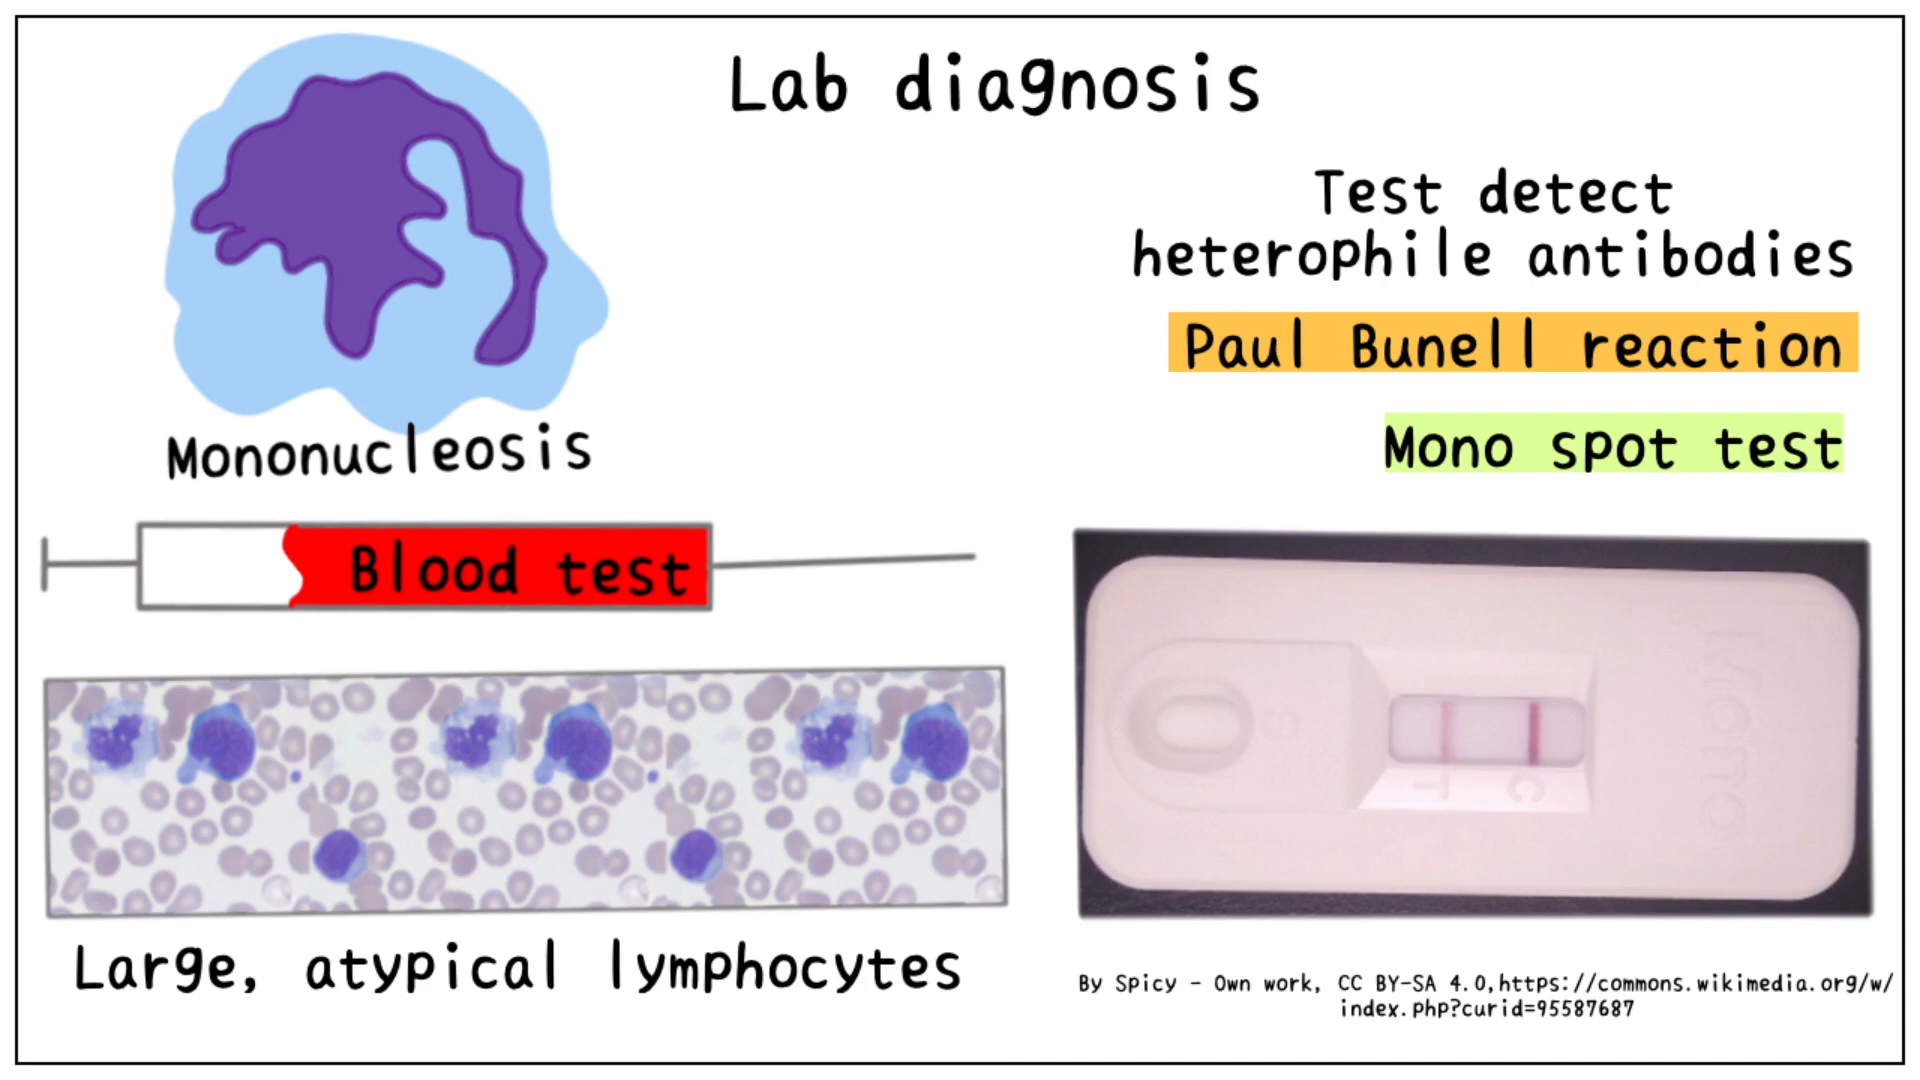 Lab diagnosis
Mononucleosis
Blood test
Large, atypical lymphocytes
Test detect
heterophile antibodies
Paul Bunell reaction
Mono spot test
T
C
Mono
By Spicy - Own work, CC BY-SA 4.0,https://commons.wikimedia.org/w/
index.php?curid=95587687